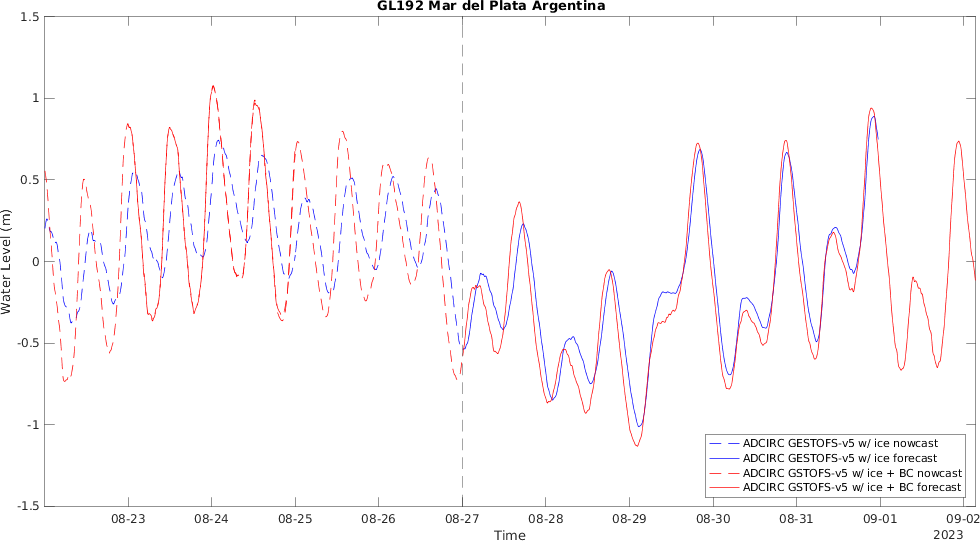 GL192 Mar del Plata Argentina
1.5
1
0.5
0
-0.5
-1
-1.5
Water Level (m)
ADCIRC GESTOFS-v5 w/ ice nowcast
ADCIRC GESTOFS-v5 w/ ice forecast
ADCIRC GSTOFS-v5 w/ ice + BC nowcast
ADCIRC GSTOFS-v5 w/ ice + BC forecast
08-23 08-24 08-25 08-26 08-27 08-28 08-29 08-30 08-31 09-01 09-02
Time
2023